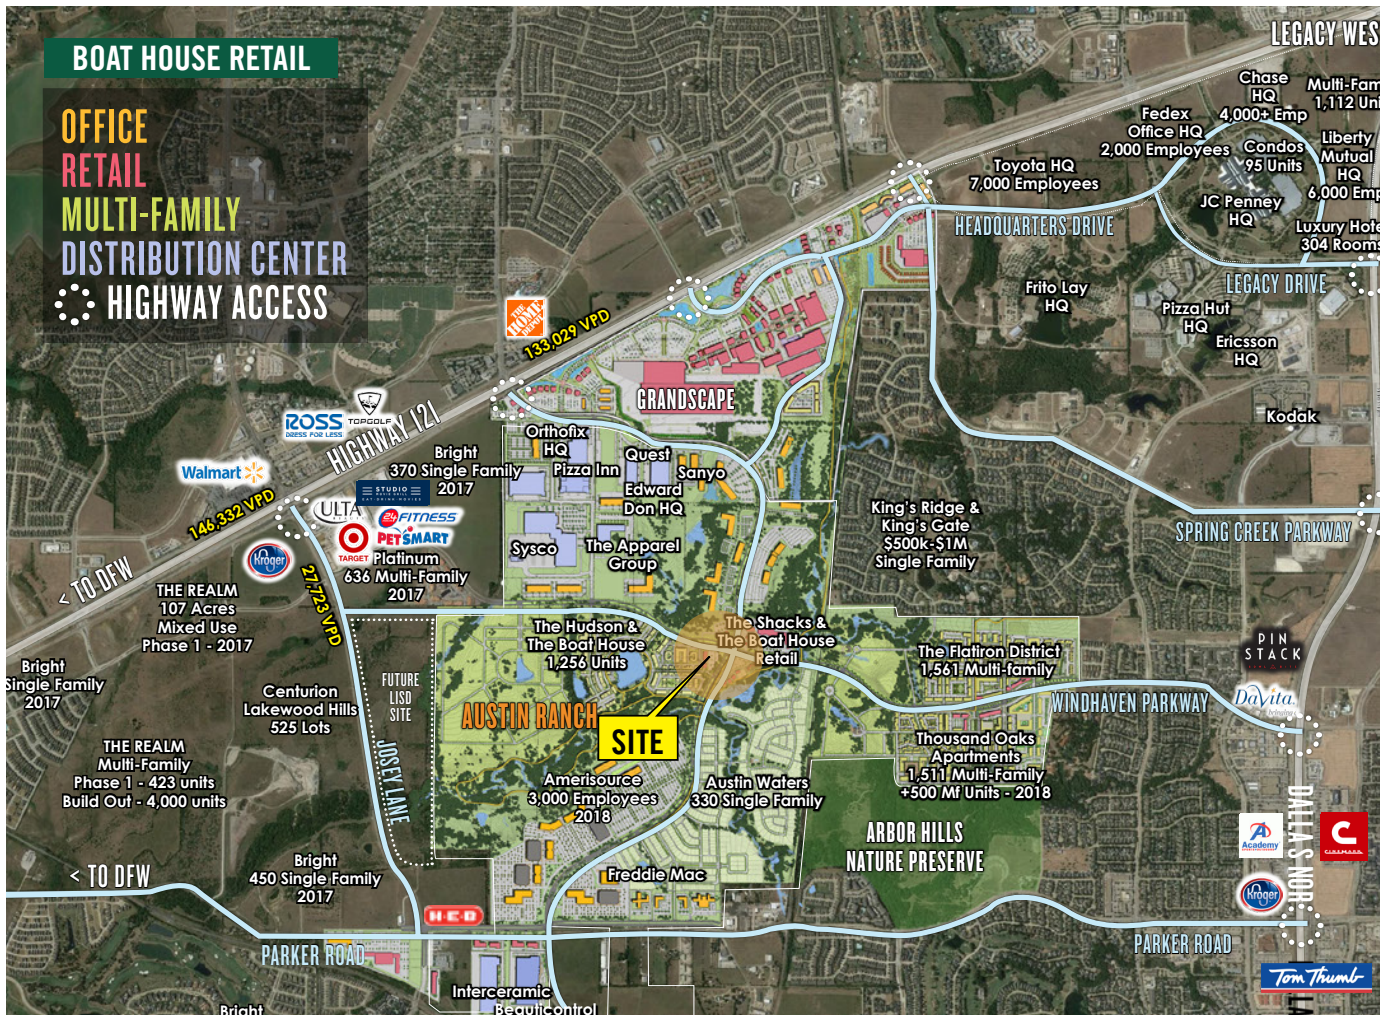 BOAT HOUSE RETAIL
OFFICE
RETAIL
MULTI-FAMILY
DISTRIBUTION CENTER
HIGHWAY ACCESS
LEGACY WES
Chase
HQ
4,000+ Emp
Multi-Fam
1,112 Uni
Fedex
Office HQ
2,000 Employees
Condos
95 Units
Liberty
Mutual
HQ
6,000 Emp
Toyota HQ
7,000 Employees
JC Penney
HQ
Luxury Hote
304 Rooms
HEADQUARTERS DRIVE
LEGACY DRIVE
Frito Lay
HQ
Pizza Hut
HQ
Ericsson
HQ
Kodak
THE HOME DEPOT
133,029 VPD
GRANDSCAPE
ROSS
DRESS FOR LESS
TOPGOLF
HIGHWAY 121
Walmart
146,332 VPD
Bright
370 Single Family
2017
STUDIO
MOVIE GRILL
EAT DRINK MOVIES
ULTA
24 FITNESS
TARGET
PETSMART
Kroger
Platinum
636 Multi-Family
2017
27,723 VPD
Orthofix
HQ
Pizza Inn
Quest
Sanyo
Edward
Don HQ
Sysco
The Apparel
Group
King's Ridge &
King's Gate
$500k-$1M
Single Family
SPRING CREEK PARKWAY
< TO DFW
THE REALM
107 Acres
Mixed Use
Phase 1 - 2017
Bright
Single Family
2017
Centurion
Lakewood Hills
525 Lots
FUTURE
LISD
SITE
JOSEY LANE
The Hudson &
The Boat House
1,256 Units
The Shacks &
The Boat House
Retail
The Flatiron District
1,561 Multi-family
PIN
STACK
DaVita.
WINDHAVEN PARKWAY
AUSTIN RANCH
SITE
THE REALM
Multi-Family
Phase 1 - 423 units
Build Out - 4,000 units
Amerisource
3,000 Employees
2018
Austin Waters
330 Single Family
Thousand Oaks
Apartments
1,511 Multi-Family
+500 Mf Units - 2018
ARBOR HILLS
NATURE PRESERVE
DALLAS NOR
Academy
CINEMARK
Kroger
< TO DFW
Bright
450 Single Family
2017
Freddie Mac
H-E-B
PARKER ROAD
PARKER ROAD
Tom Thumb
Interceramic
Beauticontrol
Bright